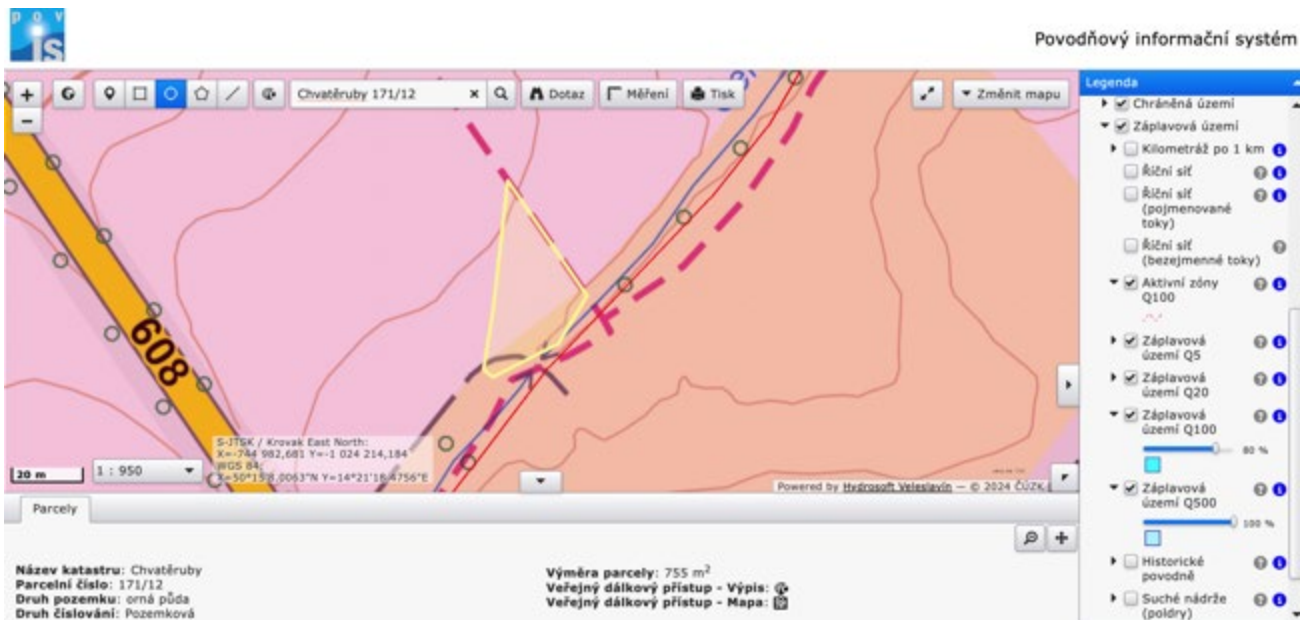 p o v
is
Povodňový informační systém
Chvatěruby 171/12
x
Dotaz
Měření
Tisk
Změnit mapu
Legenda
Chráněná území
Záplavová území
Kilometráž po 1 km
Říční síť
Říční síť
(pojmenované
toky)
Říční síť
(bezejmenné toky)
Aktivní zóny
Q100
Záplavová
území Q5
Záplavová
území Q20
Záplavová
území Q100
80 %
Záplavová
území Q500
100 %
Historické
povodně
Suché nádrže
(poldry)
608
S-JTSK / Krovak East North:
X=-744 982,681 Y=-1 024 214,184
WGS 84:
20 m
1 : 950
Powered by Hydrosoft Veleslavín — © 2024 ČÚZK
Parcely
Název katastru: Chvatěruby
Parcelní číslo: 171/12
Druh pozemku: orná půda
Druh číslování: Pozemková
Výměra parcely: 755 m²
Veřejný dálkový přístup - Výpis:
Veřejný dálkový přístup - Mapa: